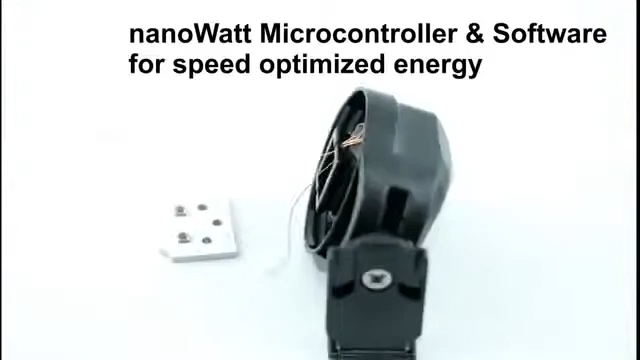 nanoWatt Microcontroller & Software
for speed optimized energy